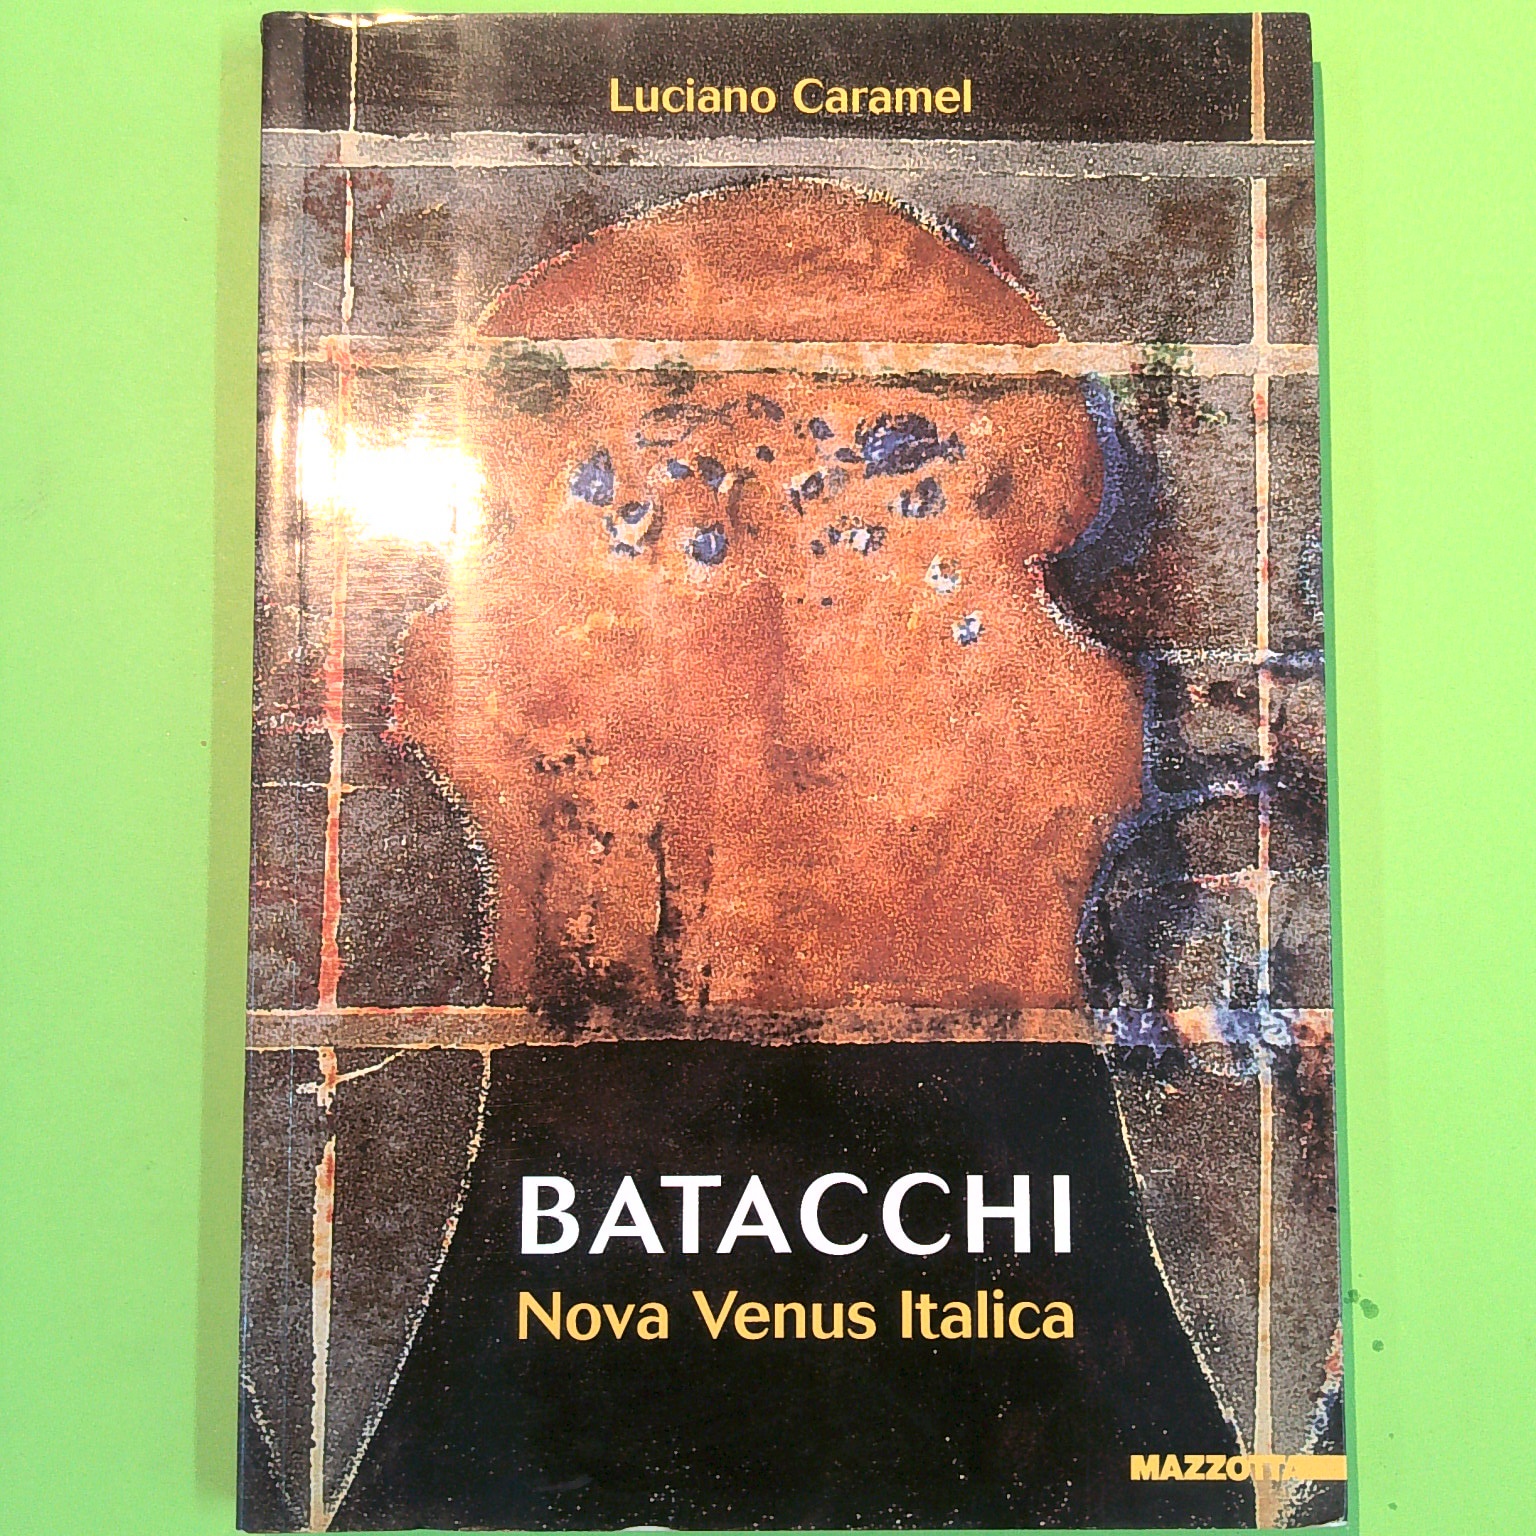 Luciano Caramel
BATACCHI
Nova Venus Italica
MAZZOTTA